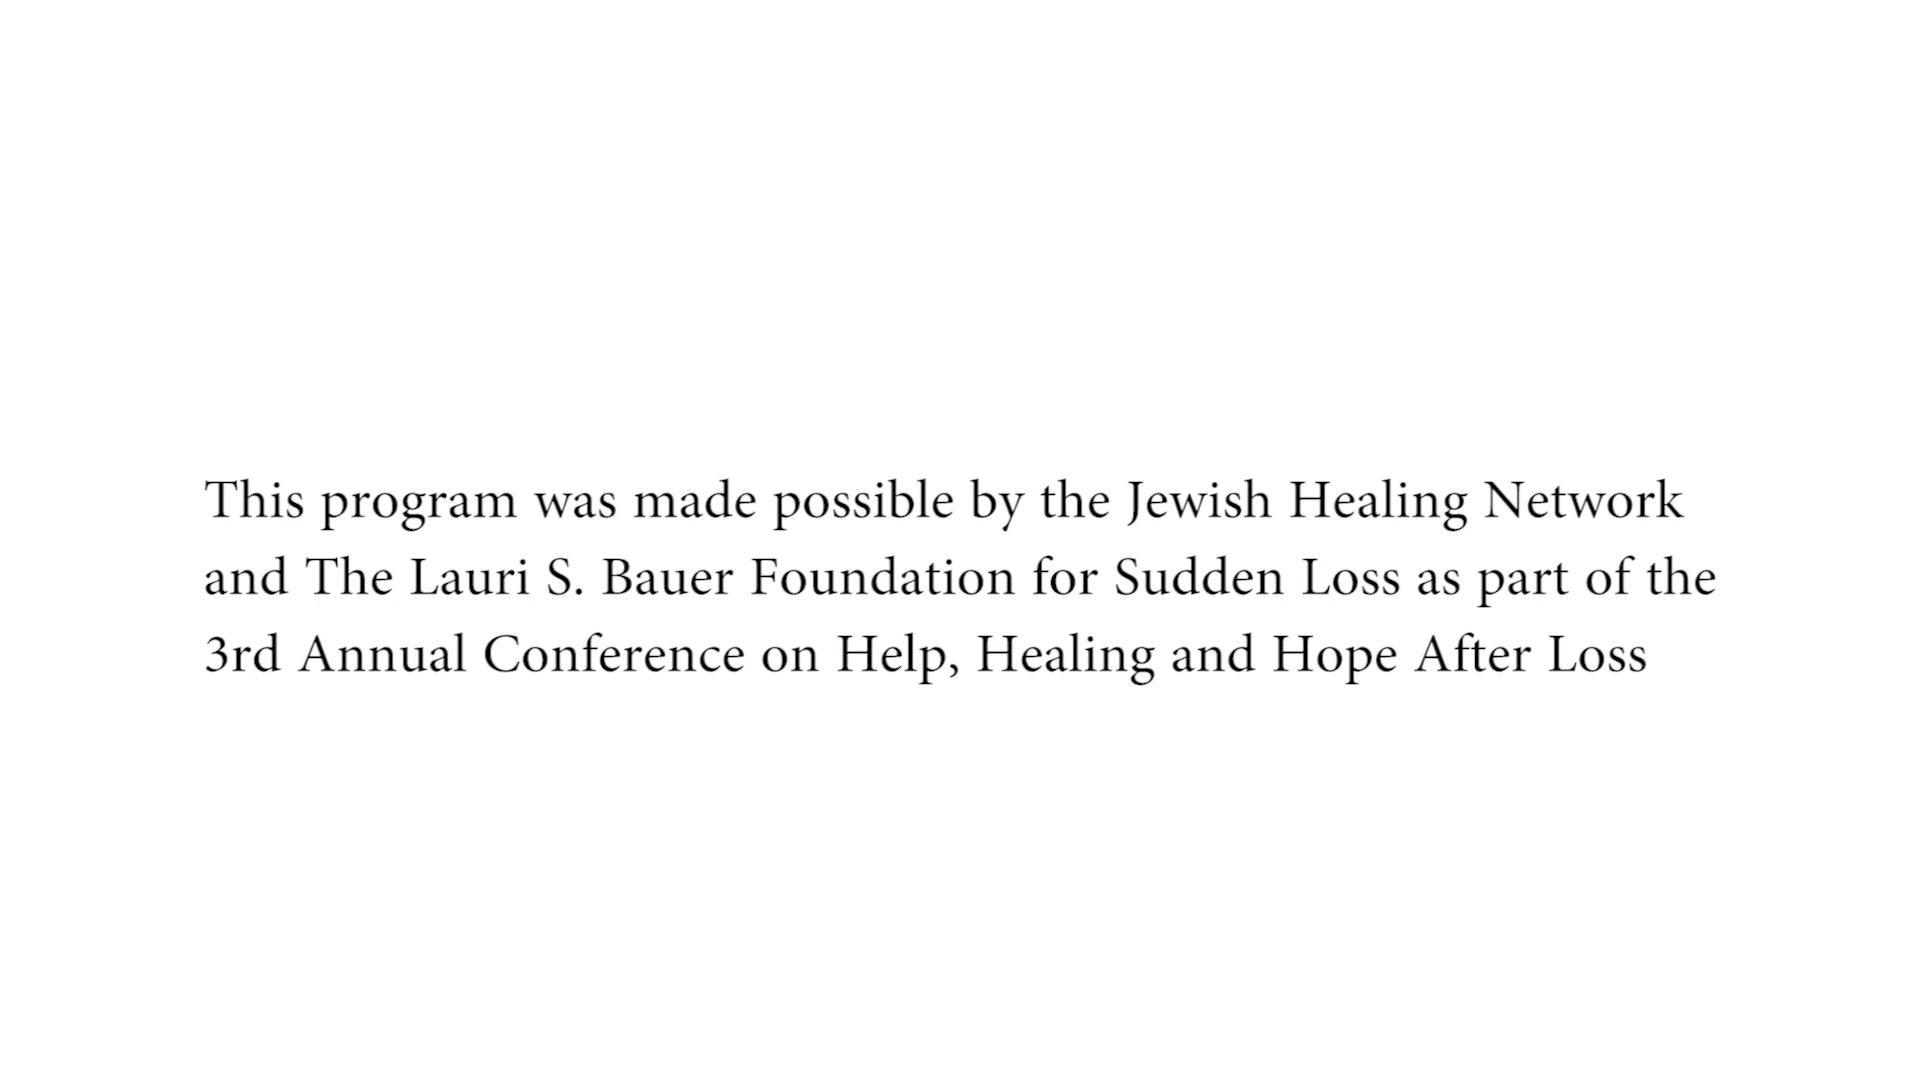 This program was made possible by the Jewish Healing Network
and The Lauri S. Bauer Foundation for Sudden Loss as part of the
3rd Annual Conference on Help, Healing and Hope After Loss